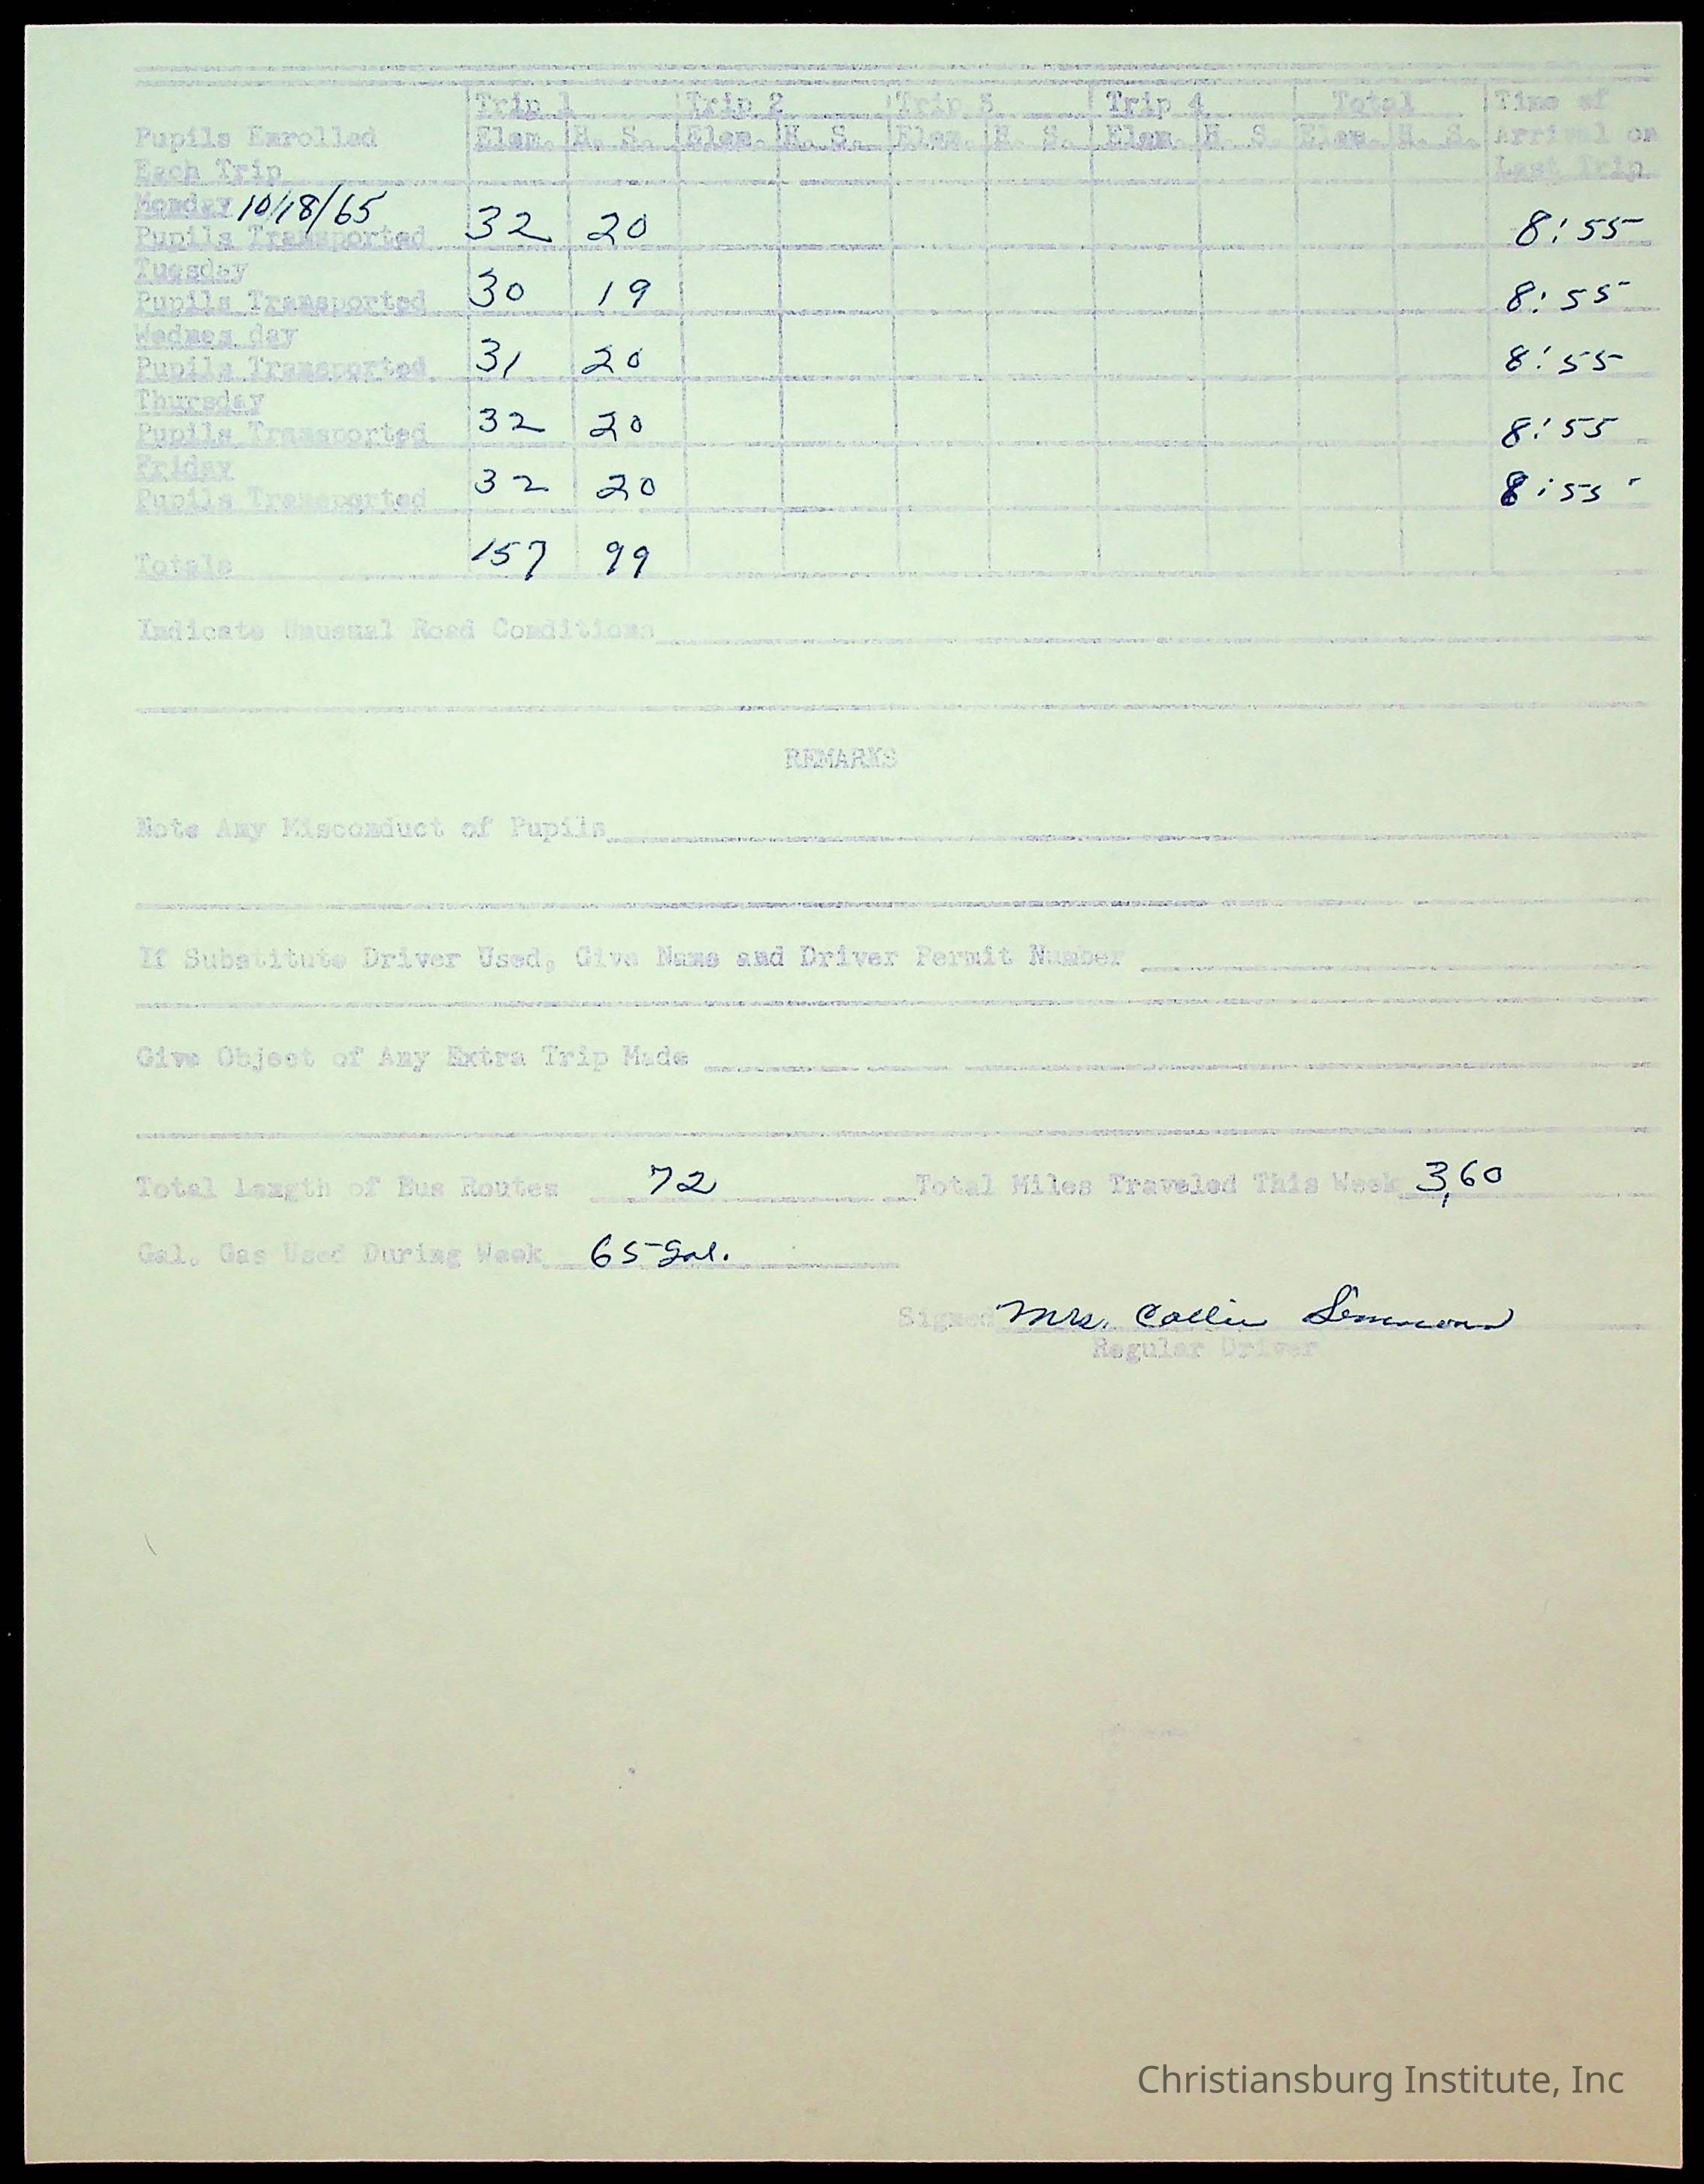 Trip 1 Trip 2 Trip 3 Trip 4 Total Time of
Pupils Enrolled Elem. H. S. Elem. H. S. Elem. H. S. Elem. H. S. Elem. H. S. Arrival on
Each Trip Last Trip
Monday 10/18/65
Pupils Transported 32 20 8:55
Tuesday
Pupils Transported 30 19 8:55
Wednes day
Pupils Transported 31 20 8:55
Thursday
Pupils Transported 32 20 8:55
Friday
Pupils Transported 32 20 8:55
Totals 157 99
Indicate Unusual Road Conditions
REMARKS
Note Any Misconduct of Pupils
If Substitute Driver Used, Give Name and Driver Permit Number
Give Object of Any Extra Trip Made
Total Length of Bus Routes 72 Total Miles Traveled This Week 3,60
Gal. Gas Used During Week 65 gal.
Signed Mrs. Callie Simmons
Regular Driver
Christiansburg Institute, Inc